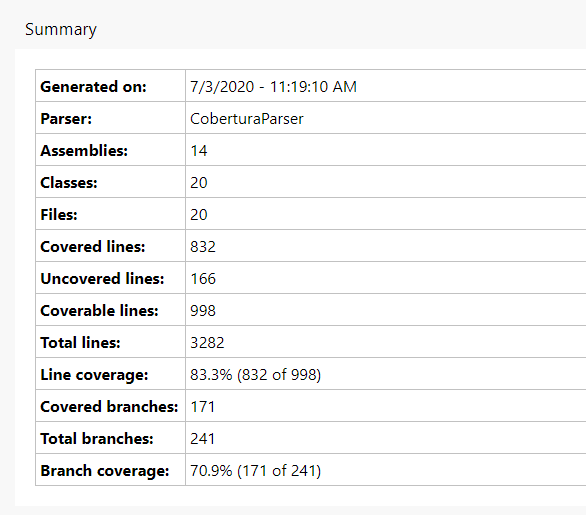 Summary
Generated on: 7/3/2020 - 11:19:10 AM
Parser: CoberturaParser
Assemblies: 14
Classes: 20
Files: 20
Covered lines: 832
Uncovered lines: 166
Coverable lines: 998
Total lines: 3282
Line coverage: 83.3% (832 of 998)
Covered branches: 171
Total branches: 241
Branch coverage: 70.9% (171 of 241)